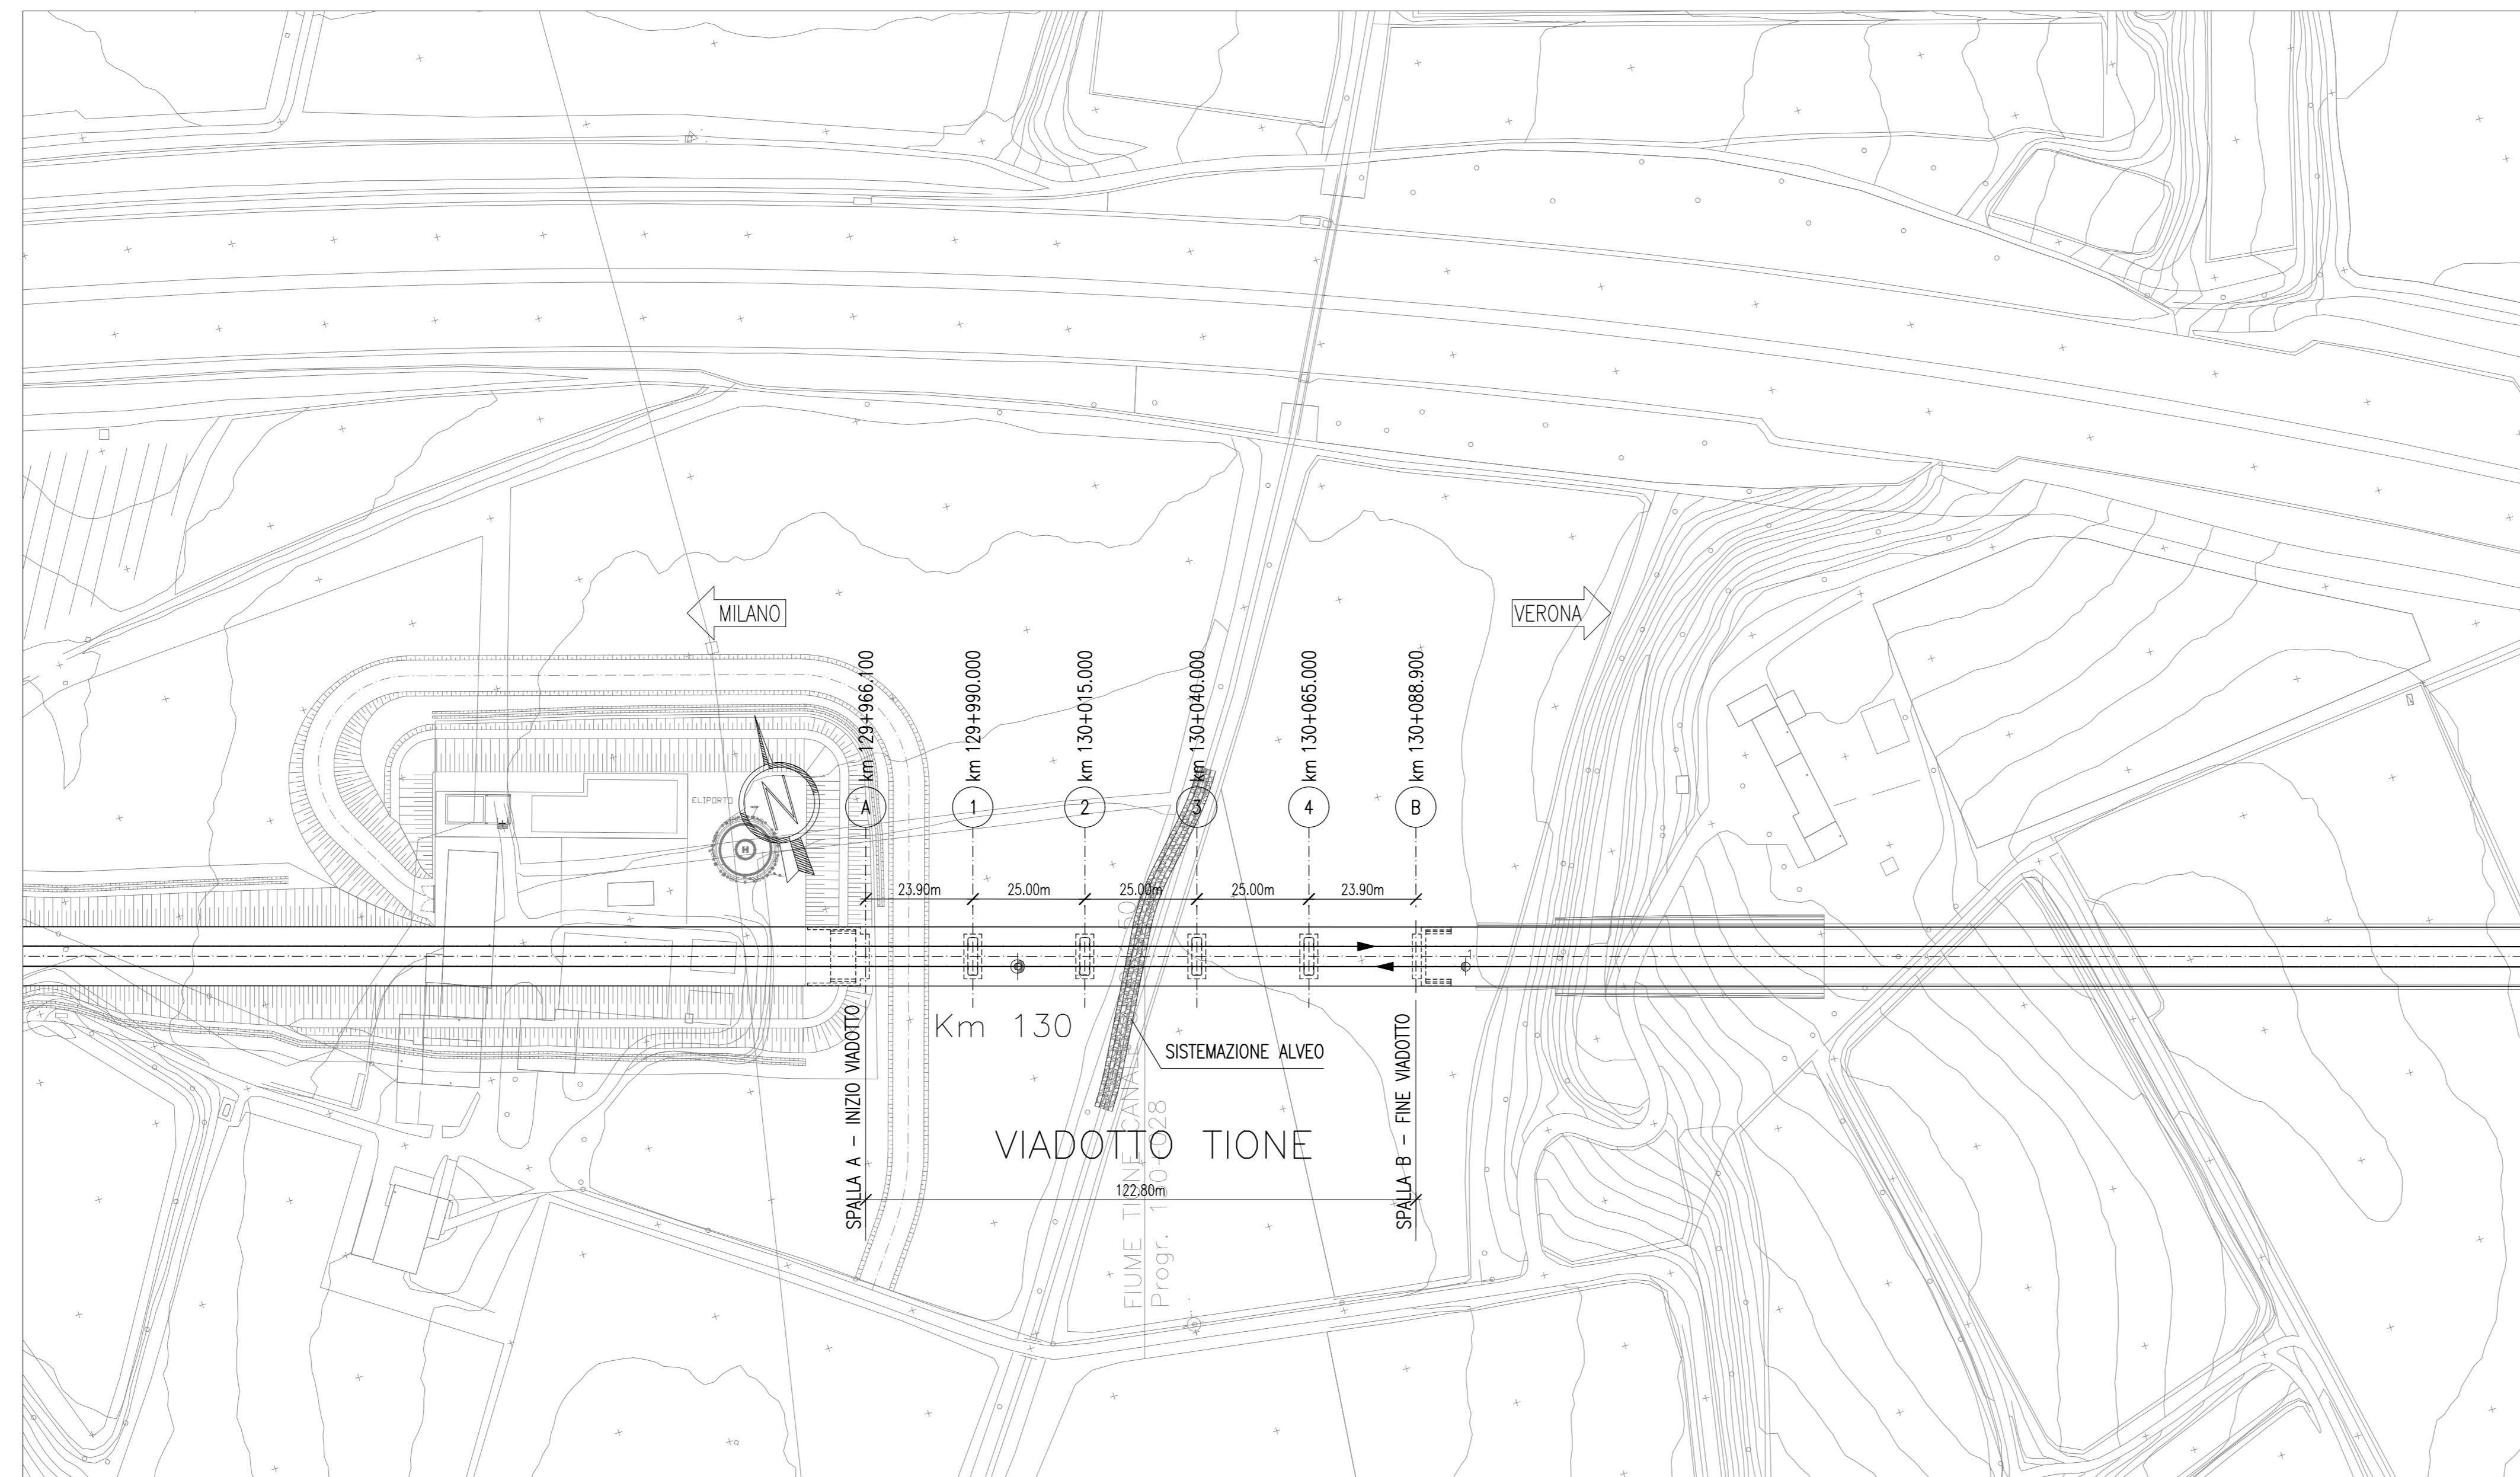 MILANO
VERONA
km 129+966.100
km 129+990.000
km 130+015.000
km 130+040.000
km 130+065.000
km 130+088.900
ELIPORTO
N
A
1
2
3
4
B
H
23.90m
25.00m
25.00m
25.00m
23.90m
1
Km 130
SISTEMAZIONE ALVEO
SPALLA A - INIZIO VIADOTTO
SPALLA B - FINE VIADOTTO
VIADOTTO TIONE
122.80m
FIUME TIONE
Progr.